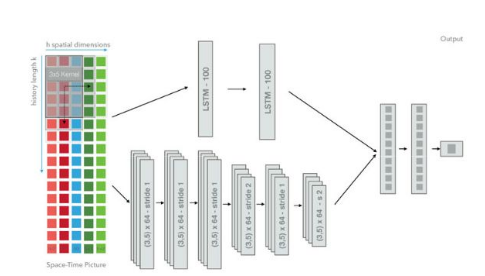 h spatial dimensions
Output
history length k
3d-Kernel
LSTM - 100
LSTM - 100
(3,5) x 64 - stride 1
(3,5) x 64 - stride 1
(3,5) x 64 - stride 1
(3,5) x 64 - stride 2
(3,5) x 64 - stride 1
(3,5) x 64 - s 2
Space-Time Picture